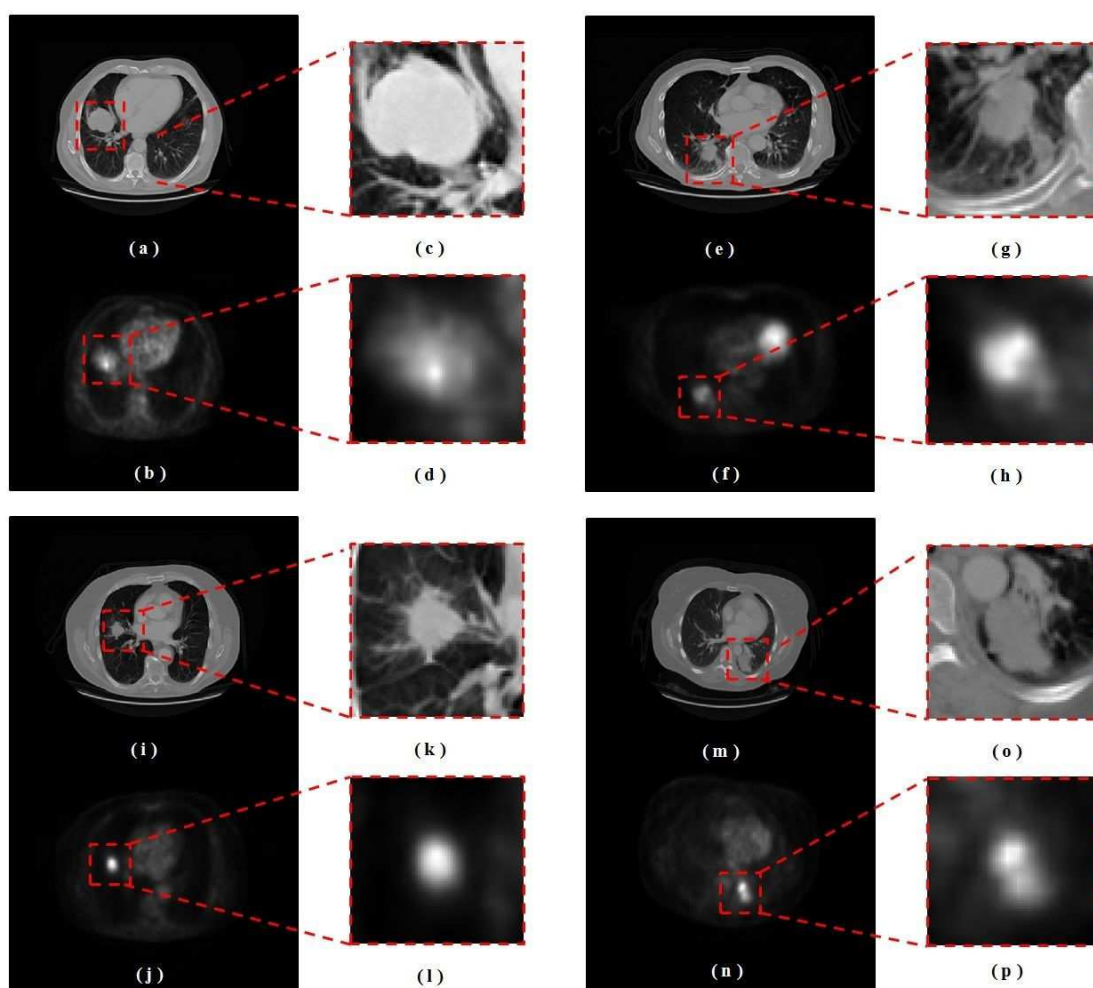 ( a ) ( c ) ( e ) ( g )
( b ) ( d ) ( f ) ( h )
( i ) ( k ) ( m ) ( o )
( j ) ( l ) ( n ) ( p )